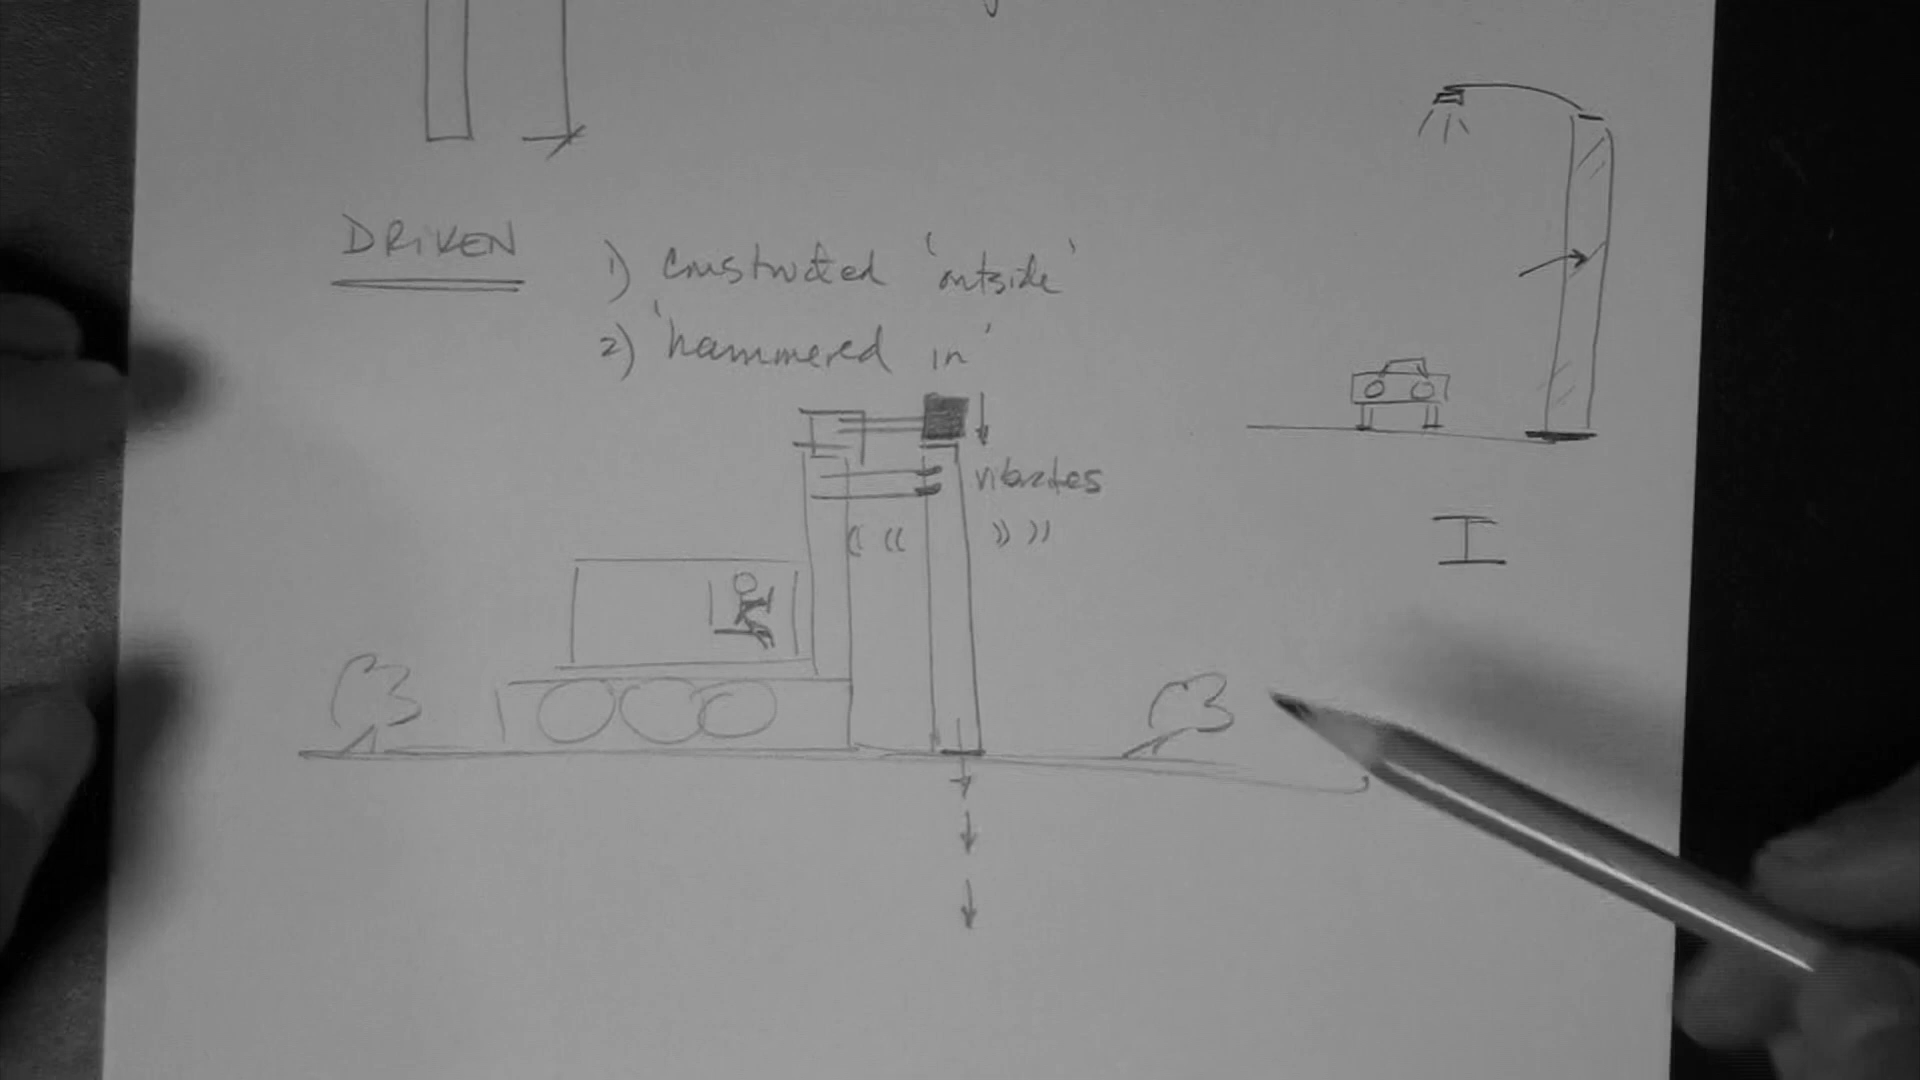 DRIVEN
1) constructed 'outside'
2) 'hammered in'
vibrates
I